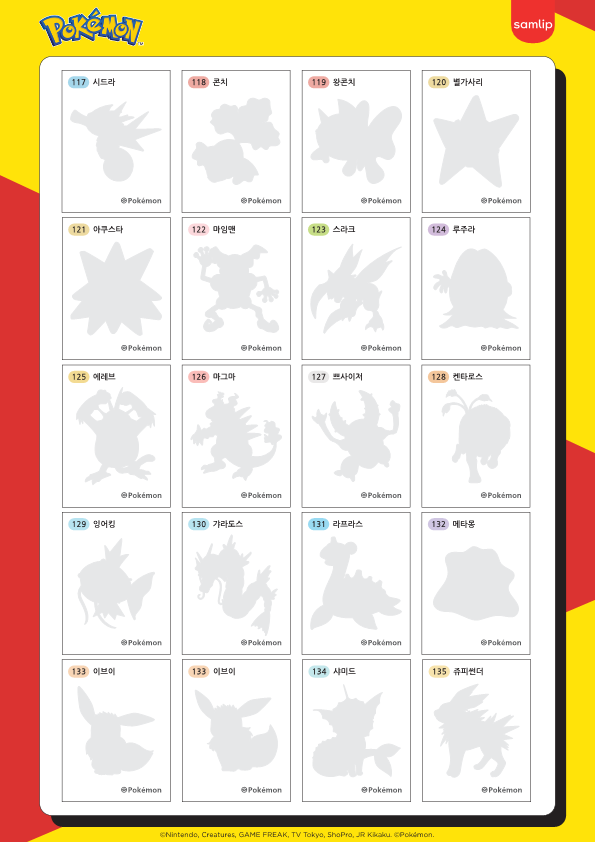 POKéMON
samlip
117 시드라
118 콘치
119 왕콘치
120 별가사리
©Pokémon
©Pokémon
©Pokémon
©Pokémon
121 아쿠스타
122 마임맨
123 스라크
124 루주라
©Pokémon
©Pokémon
©Pokémon
©Pokémon
125 에레브
126 마그마
127 쁘사이저
128 켄타로스
©Pokémon
©Pokémon
©Pokémon
©Pokémon
129 잉어킹
130 갸라도스
131 라프라스
132 메타몽
©Pokémon
©Pokémon
©Pokémon
©Pokémon
133 이브이
133 이브이
134 샤미드
135 쥬피썬더
©Pokémon
©Pokémon
©Pokémon
©Pokémon
©Nintendo, Creatures, GAME FREAK, TV Tokyo, ShoPro, JR Kikaku. ©Pokémon.